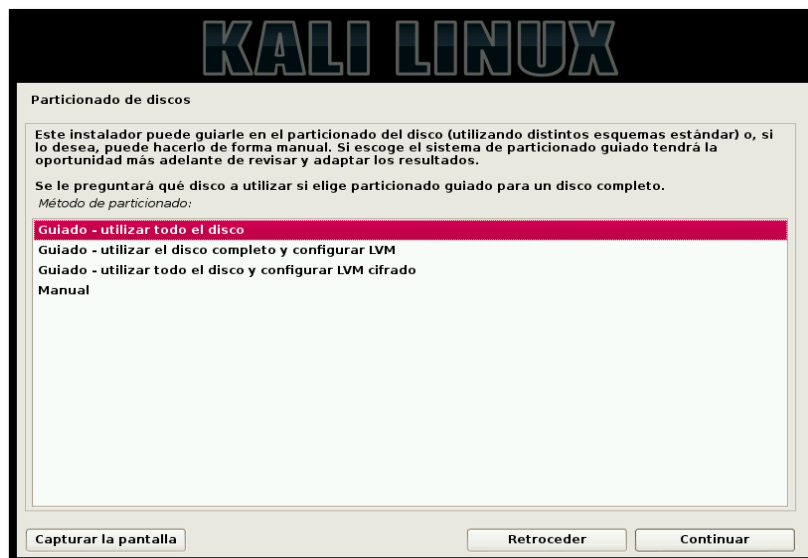 KALI LINUX
Particionado de discos
Este instalador puede guiarle en el particionado del disco (utilizando distintos esquemas estándar) o, si
lo desea, puede hacerlo de forma manual. Si escoge el sistema de particionado guiado tendrá la
oportunidad más adelante de revisar y adaptar los resultados.
Se le preguntará qué disco a utilizar si elige particionado guiado para un disco completo.
Método de particionado:
Guiado - utilizar todo el disco
Guiado - utilizar el disco completo y configurar LVM
Guiado - utilizar todo el disco y configurar LVM cifrado
Manual
Capturar la pantalla Retroceder Continuar